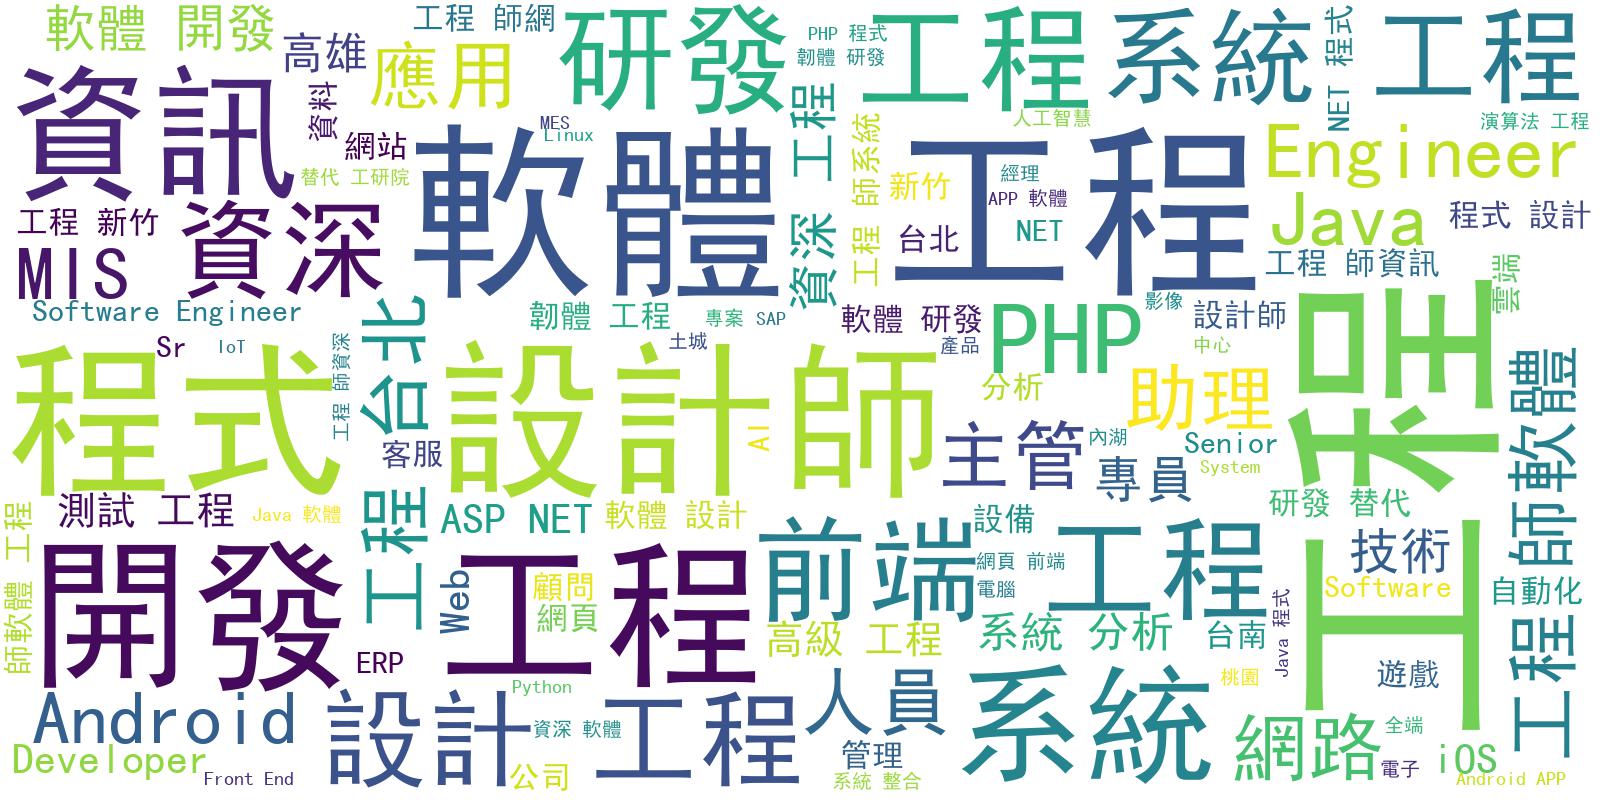 軟體 開發
高雄
工程 師網
應用
研發 工程
PHP 程式
韌體 研發
系統 工程
NET 程式
資訊
資料
網站
替代 工研院
MES
Linux
軟體 工程
資深 工程
工程 師系統
人工智慧
演算法 工程
Engineer
新竹
經理
APP 軟體
NET
台北
Java
程式 設計
工程 新竹
資深
MIS
工程 師資訊
雲端
Software Engineer
Sr
IoT
工程 師資深
工程 台北
韌體 工程
專案 SAP
土城
軟體 研發
產品
PHP
影像
設計師
中心
工程
程式 設計師
AI
客服
分析
助理
主管
內湖
專員
Senior
System
工程 師軟體
研發 替代
測試 工程
Java 軟體
ASP NET
軟體 設計
設備
師軟體 工程
開發 工程
Web
顧問
網頁
前端 工程
網頁 前端
電腦
技術
Software
自動化
ERP
高級 工程
系統 分析
台南
Java 程式
Python
桃園
遊戲
Android
設計 工程
資深 軟體
人員
系統
網路
全端
Developer
Front End
公司
管理
系統 整合
電子
iOS
Android APP